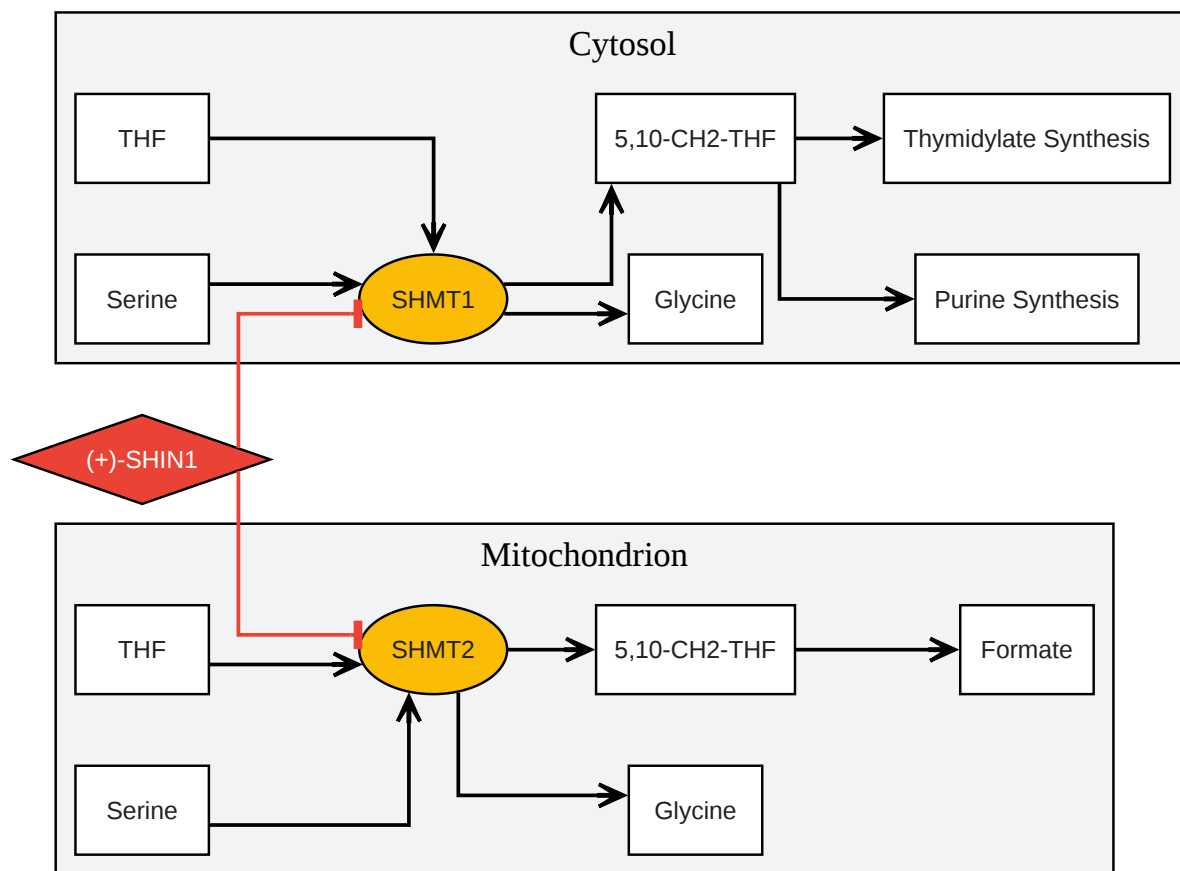 Cytosol
THF
5,10-CH2-THF
Thymidylate Synthesis
Serine
SHMT1
Glycine
Purine Synthesis
(+)-SHIN1
Mitochondrion
THF
SHMT2
5,10-CH2-THF
Formate
Serine
Glycine